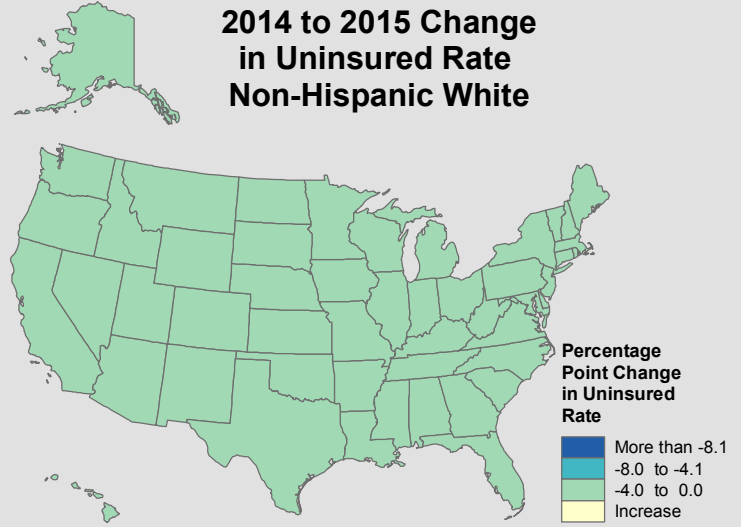 2014 to 2015 Change
in Uninsured Rate
Non-Hispanic White
Percentage
Point Change
in Uninsured
Rate
More than -8.1
-8.0 to -4.1
-4.0 to 0.0
Increase